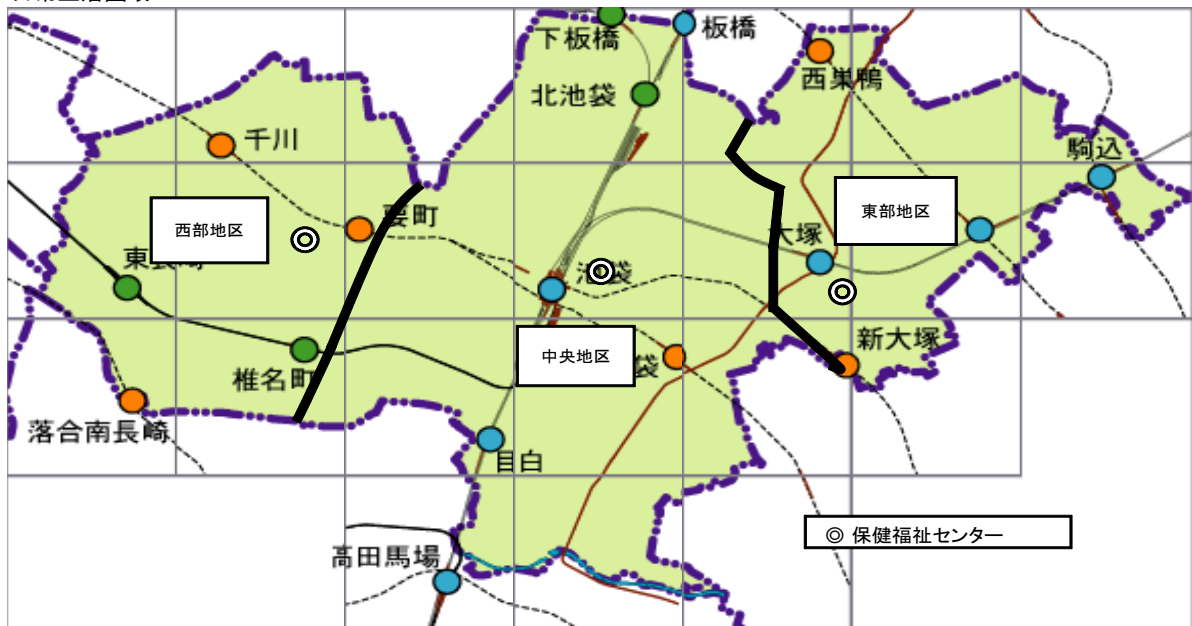 下板橋
板橋
西巣鴨
北池袋
千川
駒込
西部地区
要町
東部地区
大塚
東長崎
池袋
新大塚
中央地区
袋
椎名町
落合南長崎
目白
◎ 保健福祉センター
高田馬場